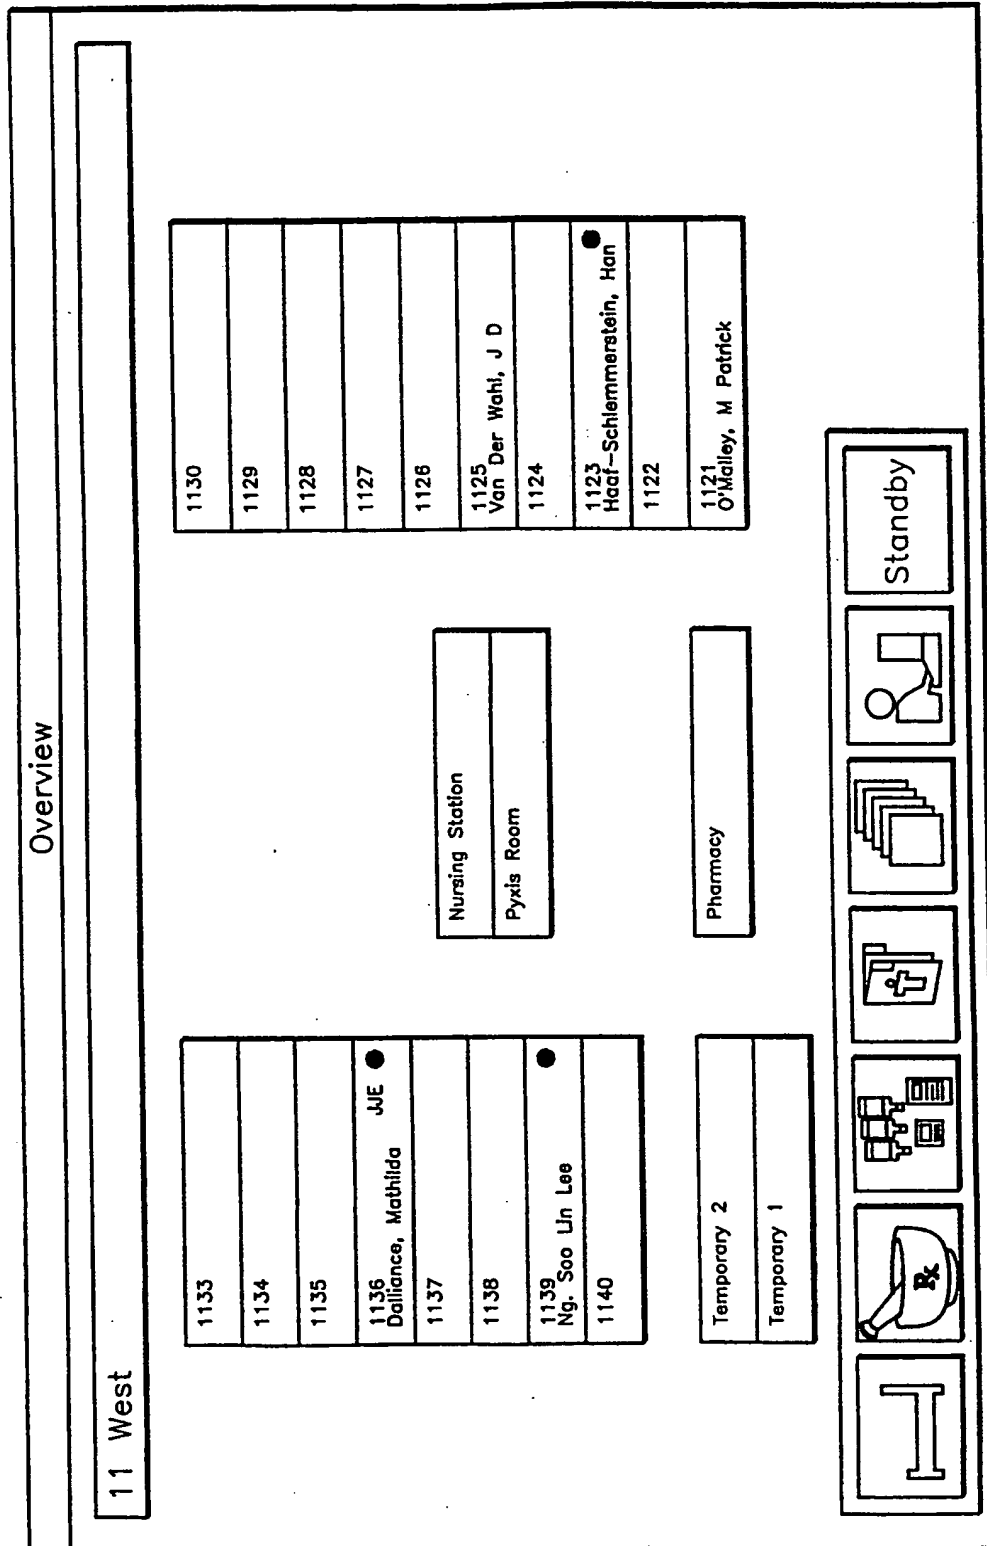 Overview
11 West
1133
1134
1135
1136 JJE
Dalliance, Mathilda
1137
1138
1139
Ng. Soo Lin Lee
1140
Temporary 2
Temporary 1
Nursing Station
Pyxis Room
Pharmacy
1130
1129
1128
1127
1126
1125
Van Der Wahl, J D
1124
1123
Haaf-Schlemmerstein, Han
1122
1121
O'Malley, M Patrick
Rx
Standby